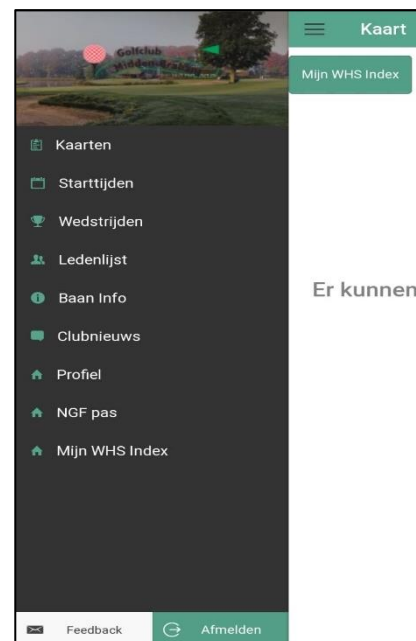 Golfclub
Kaart
Mijn WHS Index
Kaarten
Starttijden
Wedstrijden
Ledenlijst
Baan Info
Clubnieuws
Profiel
NGF pas
Mijn WHS Index
Er kunnen
Feedback
Afmelden